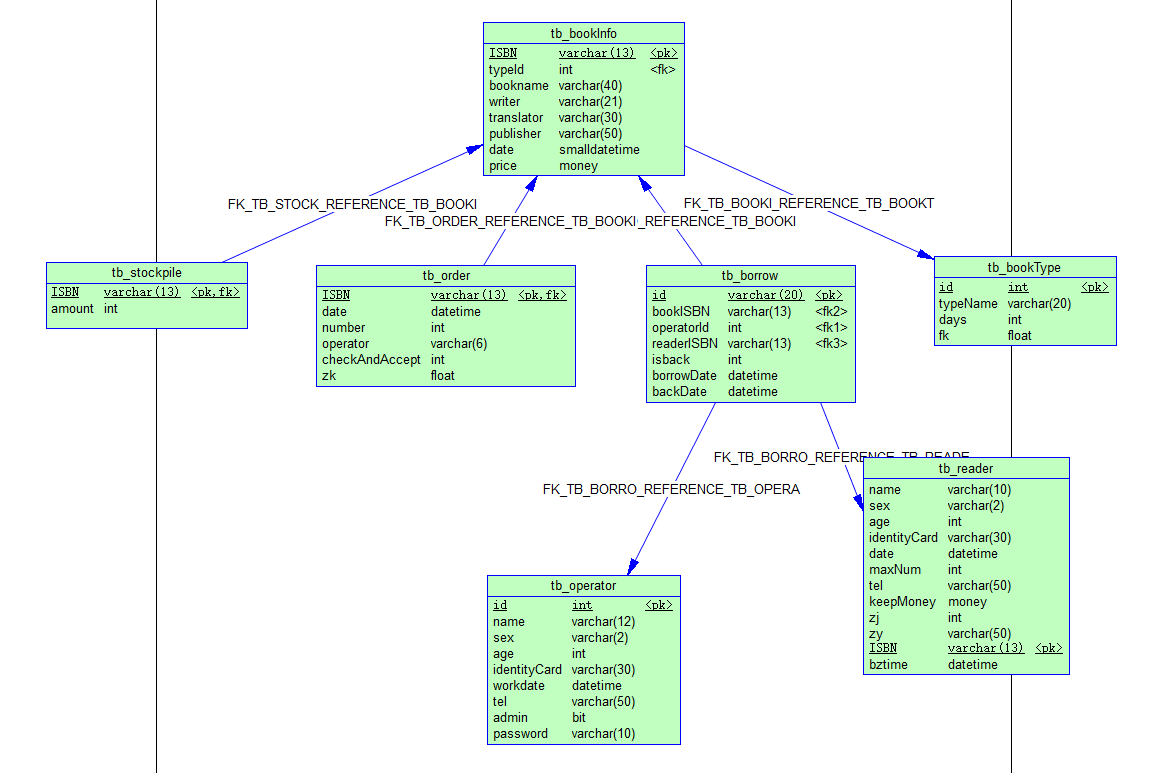 tb_bookInfo
ISBN varchar(13) <pk>
typeId int <fk>
bookname varchar(40)
writer varchar(21)
translator varchar(30)
publisher varchar(50)
date smalldatetime
price money
FK_TB_STOCK_REFERENCE_TB_BOOKI
FK_TB_BOOKI_REFERENCE_TB_BOOKT
FK_TB_ORDER_REFERENCE_TB_BOOKI
_REFERENCE_TB_BOOKI
tb_stockpile
ISBN varchar(13) <pk,fk>
amount int
tb_order
ISBN varchar(13) <pk,fk>
date datetime
number int
operator varchar(6)
checkAndAccept int
zk float
tb_borrow
id varchar(20) <pk>
bookISBN varchar(13) <fk2>
operatorId int <fk1>
readerISBN varchar(13) <fk3>
isback int
borrowDate datetime
backDate datetime
tb_bookType
id int <pk>
typeName varchar(20)
days int
fk float
FK_TB_BORRO_REFERENCE_TB_READE
FK_TB_BORRO_REFERENCE_TB_OPERA
tb_reader
name varchar(10)
sex varchar(2)
age int
identityCard varchar(30)
date datetime
maxNum int
tel varchar(50)
keepMoney money
zj int
zy varchar(50)
ISBN varchar(13) <pk>
bztime datetime
tb_operator
id int <pk>
name varchar(12)
sex varchar(2)
age int
identityCard varchar(30)
workdate datetime
tel varchar(50)
admin bit
password varchar(10)